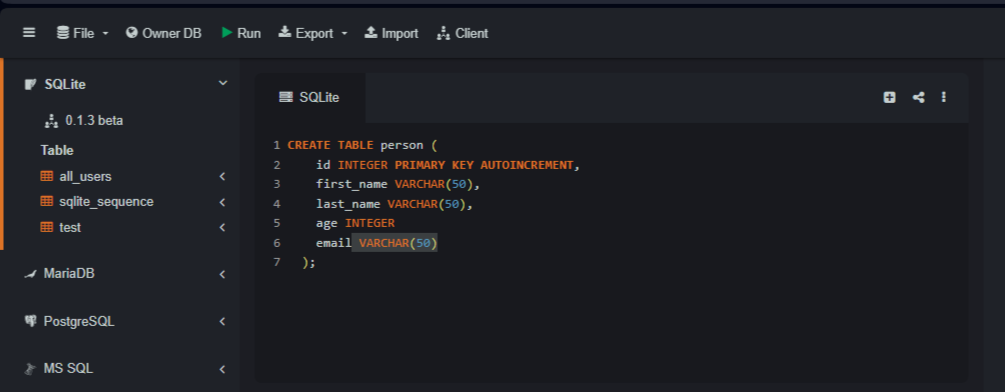 File Owner DB Run Export Import Client
SQLite
0.1.3 beta
Table
all_users
sqlite_sequence
test
MariaDB
PostgreSQL
MS SQL
SQLite
1 CREATE TABLE person (
2 id INTEGER PRIMARY KEY AUTOINCREMENT,
3 first_name VARCHAR(50),
4 last_name VARCHAR(50),
5 age INTEGER
6 email VARCHAR(50)
7 );